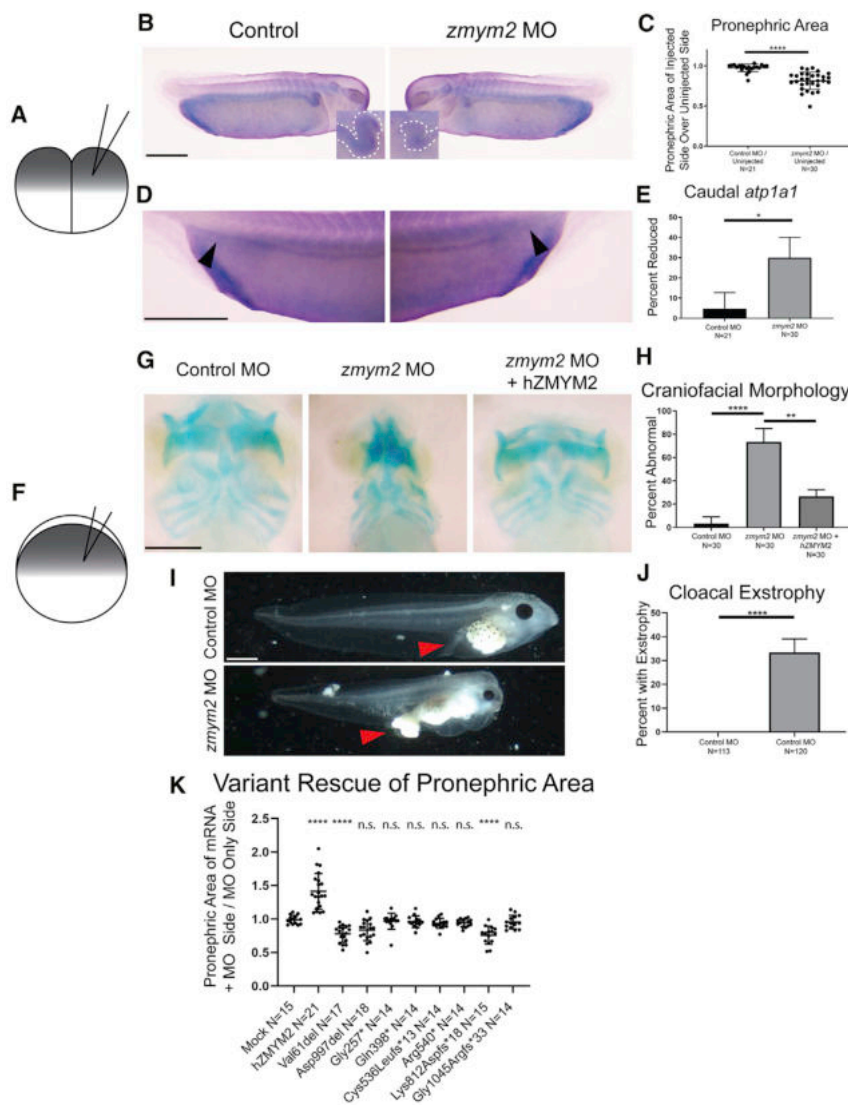 A
B
Control
zmym2 MO
C
Pronephric Area
****
Pronephric Area of Injected
Side Over Uninjected Side
1.0
0.5
0.0
Control MO /
Uninjected
N=21
zmym2 MO /
Uninjected
N=30
D
E
Caudal atp1a1
*
Percent Reduced
50
40
30
20
10
0
Control MO
N=21
zmym2 MO
N=30
F
G
Control MO
zmym2 MO
zmym2 MO
+ hZMYM2
H
Craniofacial Morphology
****
**
Percent Abnormal
100
80
60
40
20
0
Control MO
N=30
zmym2 MO
N=30
zmym2 MO +
hZMYM2
N=30
I
Control MO
zmym2 MO
J
Cloacal Exstrophy
****
Percent with Exstrophy
50
40
30
20
10
0
Control MO
N=113
Control MO
N=120
K
Variant Rescue of Pronephric Area
**** **** n.s. n.s. n.s. n.s. n.s. **** n.s.
Pronephric Area of mRNA
+ MO Side / MO Only Side
2.5
2.0
1.5
1.0
0.5
0.0
Mock N=15
hZMYM2 N=21
Val61del N=17
Asp997del N=18
Gly257* N=14
Gln398* N=14
Cys536Leufs*13 N=14
Arg540* N=14
Lys812Aspfs*18 N=15
Gly1045Argfs*33 N=14